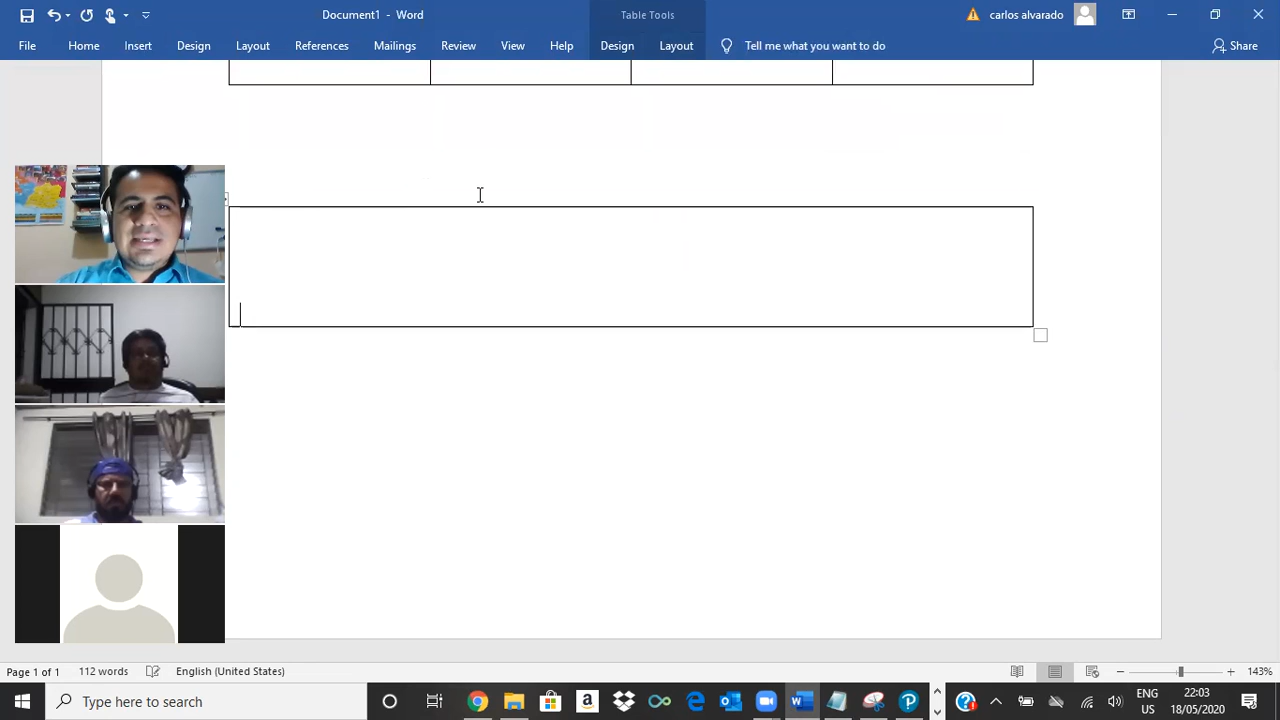 Document1 - Word
Table Tools
carlos alvarado
File Home Insert Design Layout References Mailings Review View Help Design Layout Tell me what you want to do Share
Page 1 of 1 112 words English (United States) 143%
Type here to search
ENG
US
22:03
18/05/2020